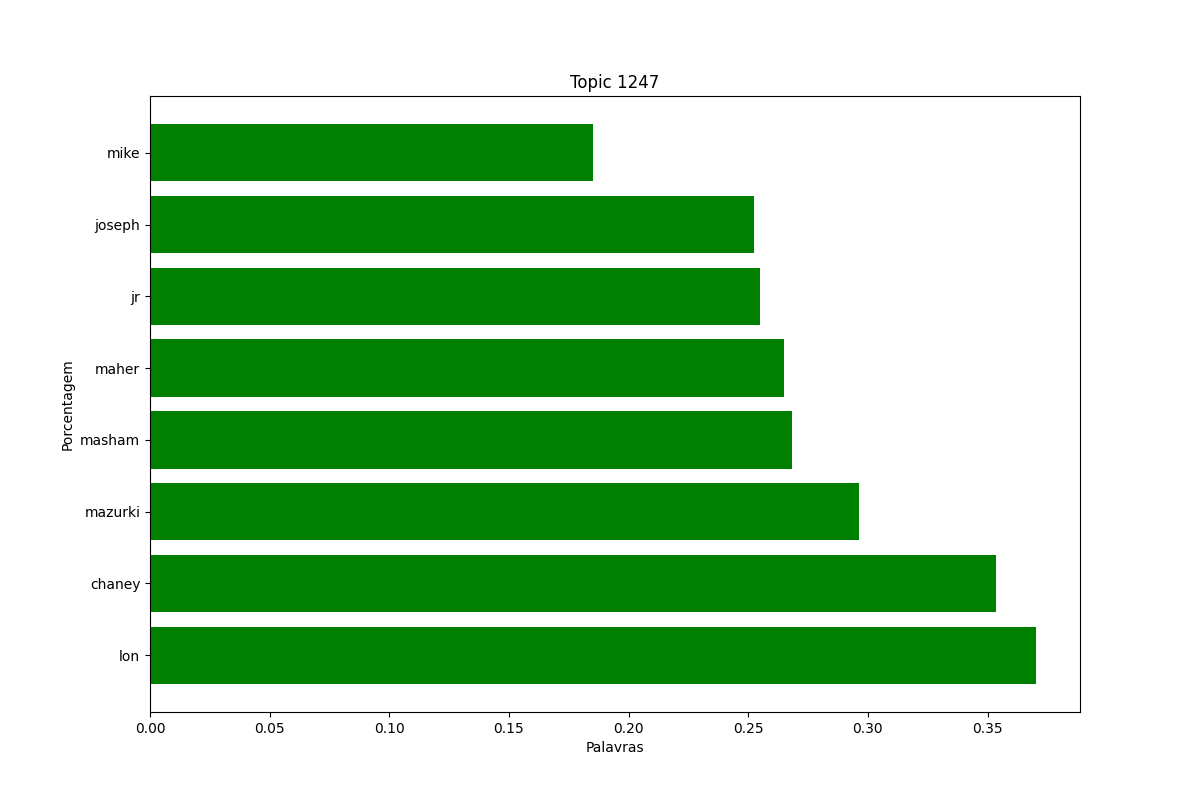 Topic 1247
Porcentagem
mike
joseph
jr
maher
masham
mazurki
chaney
lon
0.00 0.05 0.10 0.15 0.20 0.25 0.30 0.35
Palavras